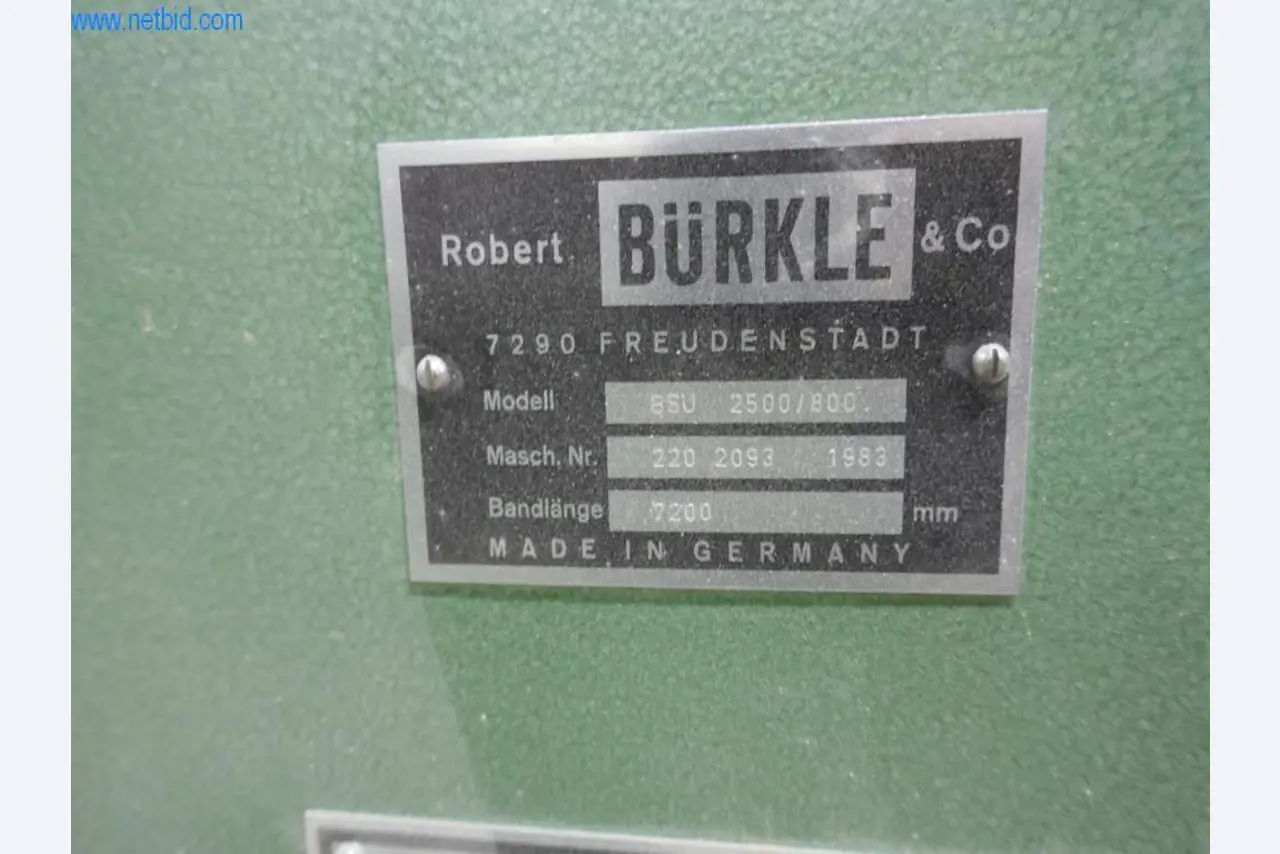 www.netbid.com
Robert BÜRKLE & Co
7290 FREUDENSTADT
Modell BSU 2500/800.
Masch. Nr. 220 2093 1983
Bandlänge 7200 mm
MADE IN GERMANY